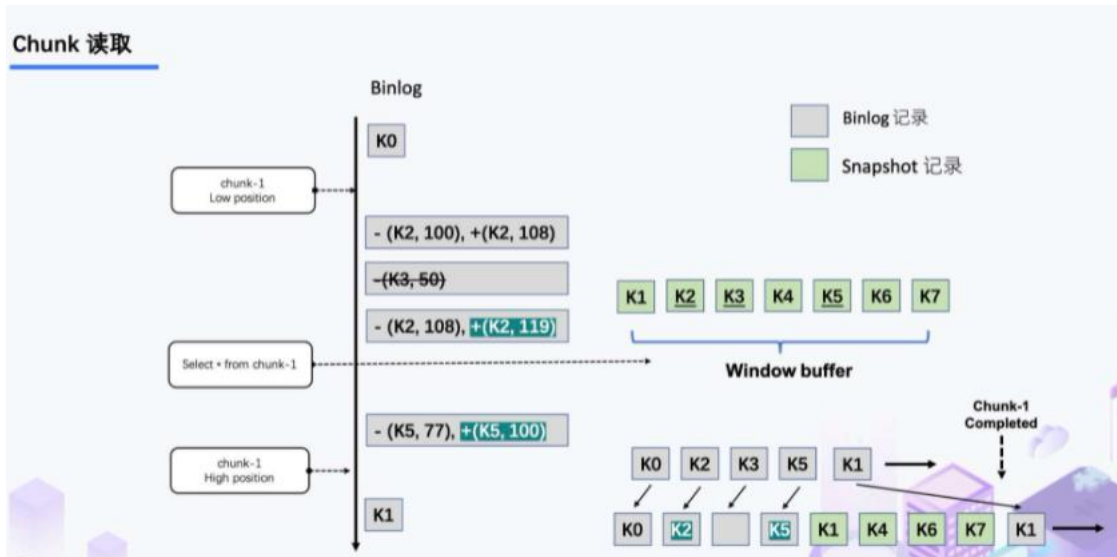 Chunk 读取
Binlog
K0
Binlog 记录
Snapshot 记录
chunk-1
Low position
- (K2, 100), +(K2, 108)
-(K3, 50)
- (K2, 108), +(K2, 119)
K1 K2 K3 K4 K5 K6 K7
Window buffer
Select * from chunk-1
- (K5, 77), +(K5, 100)
chunk-1
High position
K1
Chunk-1
Completed
K0 K2 K3 K5 K1
K0 K2 K5 K1 K4 K6 K7 K1